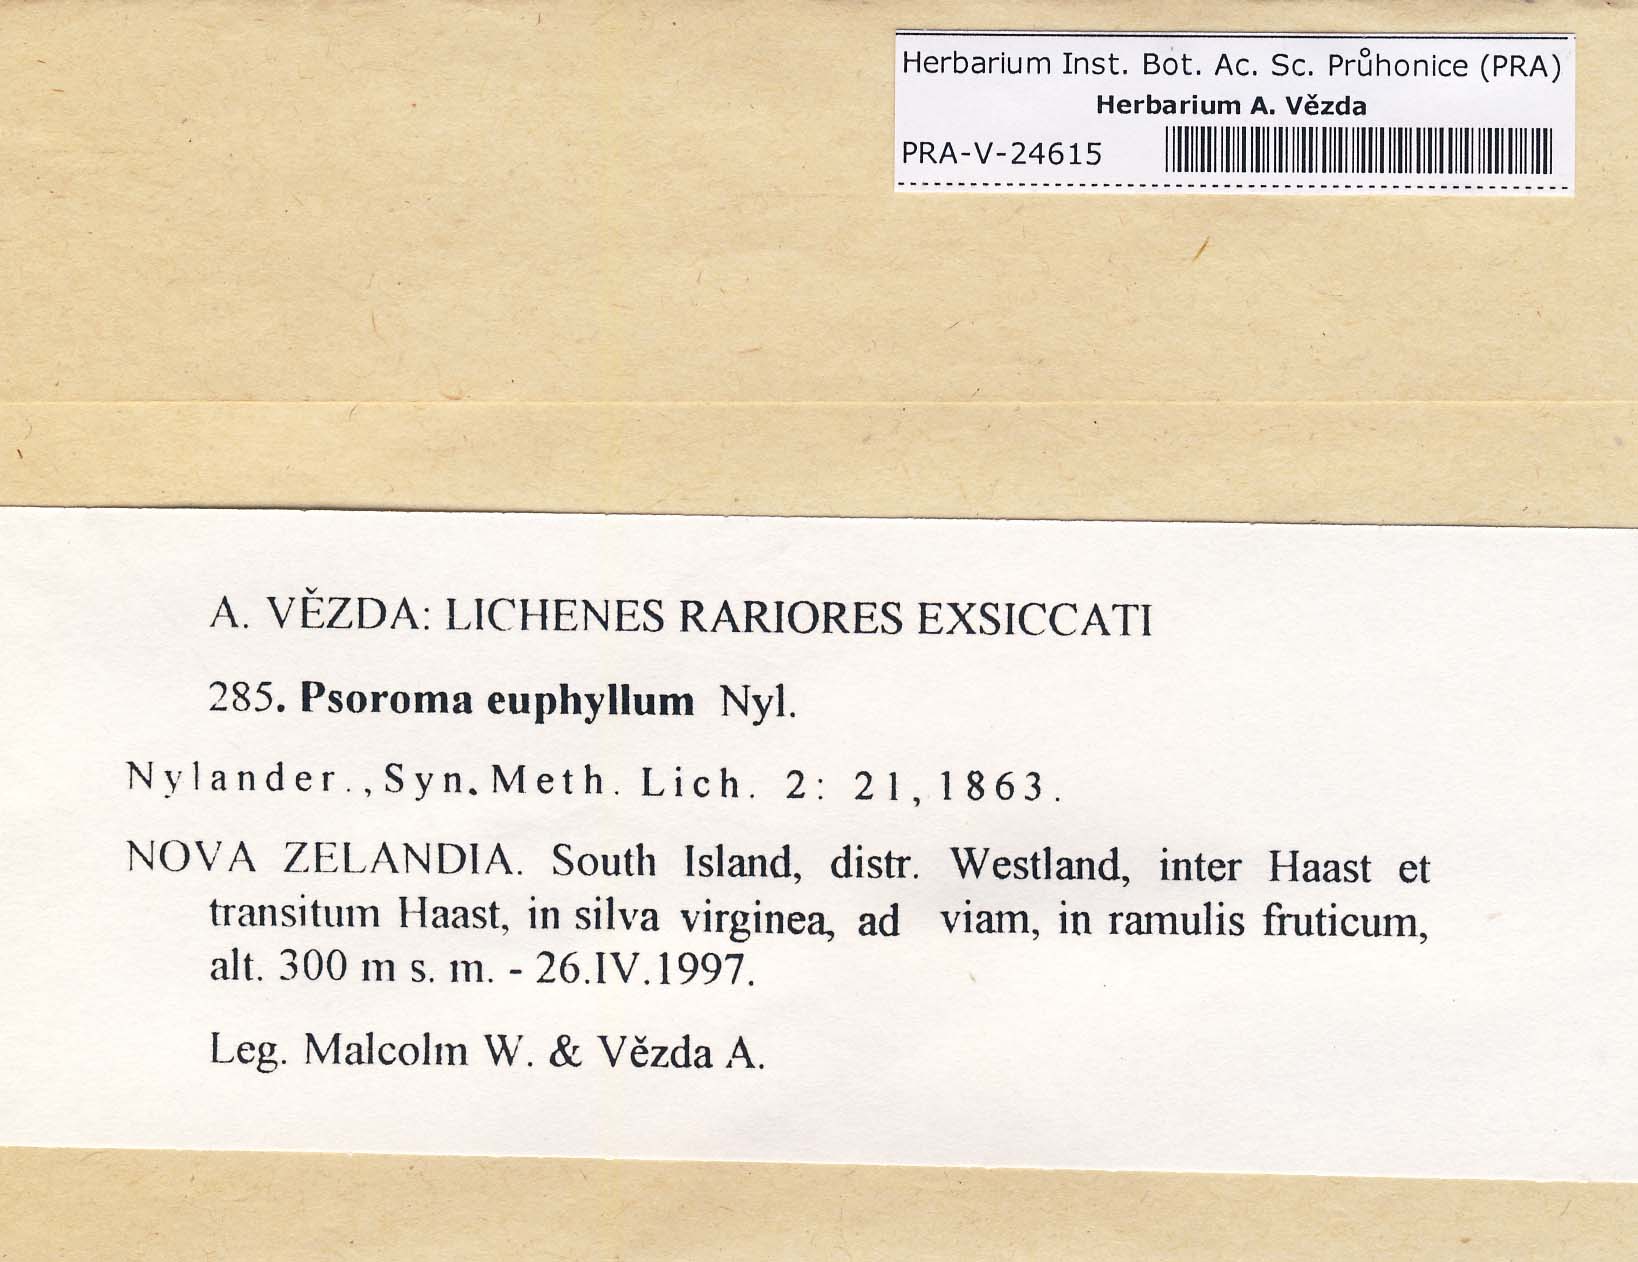 Herbarium Inst. Bot. Ac. Sc. Průhonice (PRA)
Herbarium A. Vězda
PRA-V-24615
A. VĚZDA: LICHENES RARIORES EXSICCATI
285. Psoroma euphyllum Nyl.
Nylander., Syn. Meth. Lich. 2: 21, 1863.
NOVA ZELANDIA. South Island, distr. Westland, inter Haast et
transitum Haast, in silva virginea, ad viam, in ramulis fruticum,
alt. 300 m s. m. - 26.IV.1997.
Leg. Malcolm W. & Vězda A.